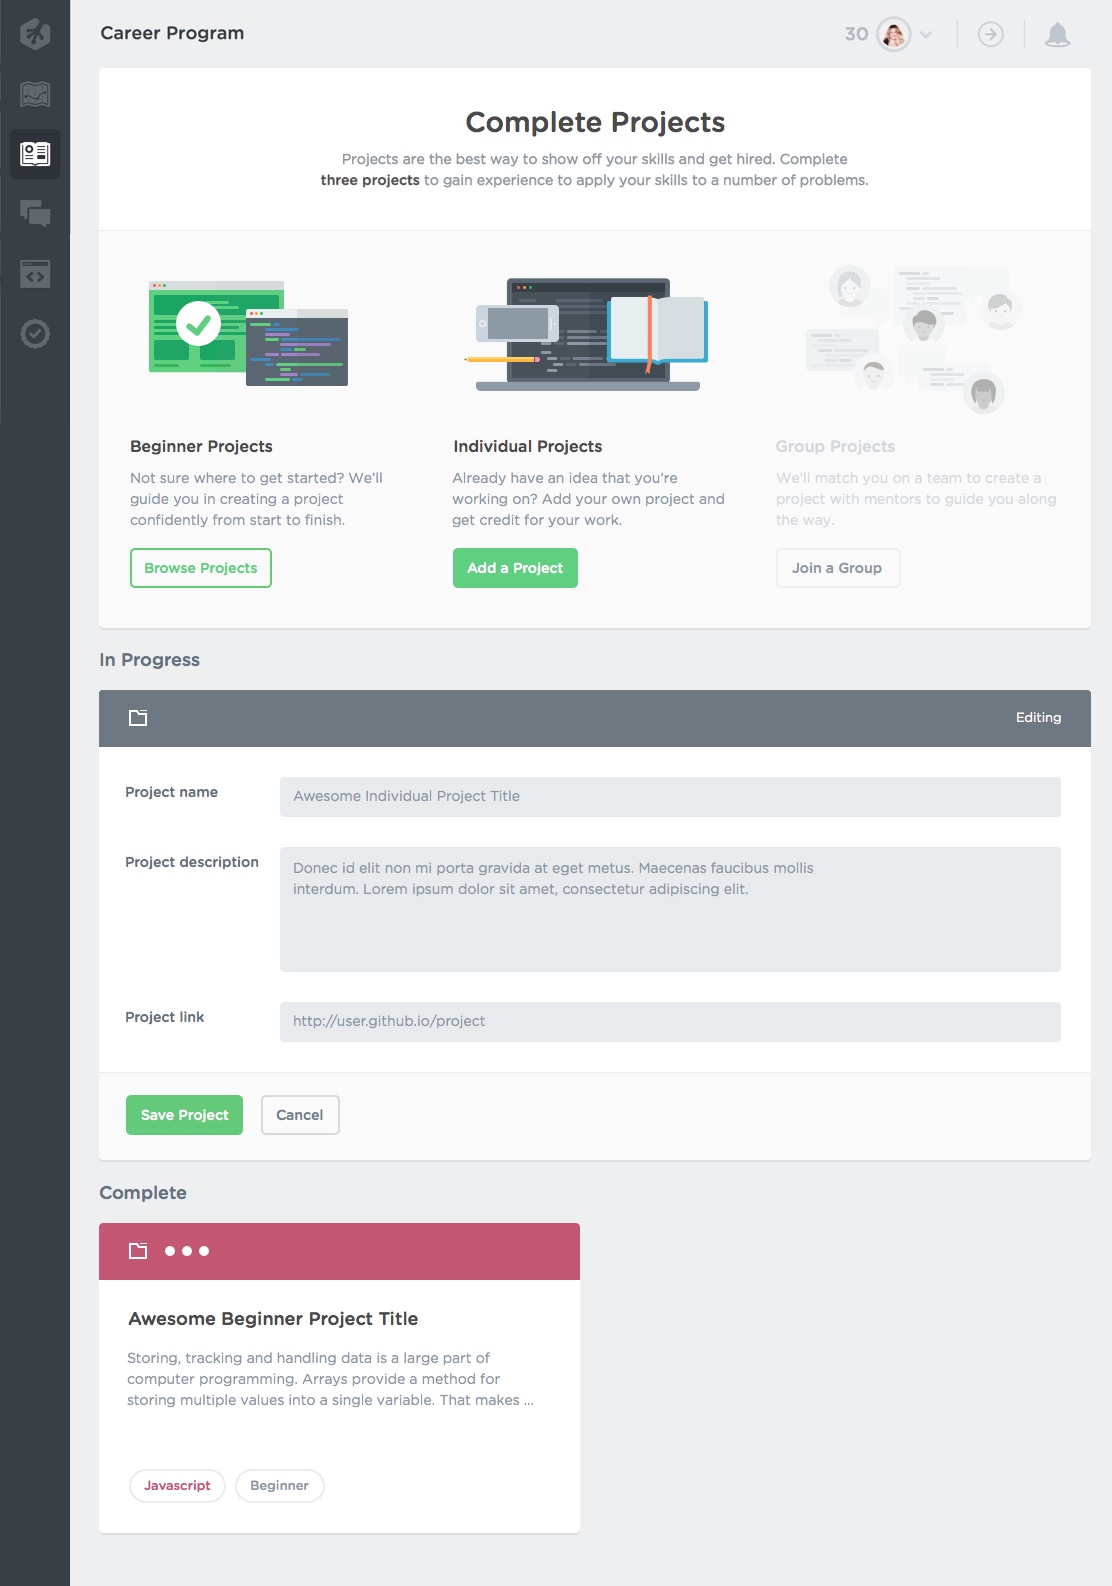 Career Program
30
Complete Projects
Projects are the best way to show off your skills and get hired. Complete
three projects to gain experience to apply your skills to a number of problems.
Beginner Projects
Not sure where to get started? We'll
guide you in creating a project
confidently from start to finish.
Browse Projects
Individual Projects
Already have an idea that you're
working on? Add your own project and
get credit for your work.
Add a Project
Group Projects
We'll match you on a team to create a
project with mentors to guide you along
the way.
Join a Group
In Progress
Editing
Project name
Awesome Individual Project Title
Project description
Donec id elit non mi porta gravida at eget metus. Maecenas faucibus mollis
interdum. Lorem ipsum dolor sit amet, consectetur adipiscing elit.
Project link
http://user.github.io/project
Save Project
Cancel
Complete
Awesome Beginner Project Title
Storing, tracking and handling data is a large part of
computer programming. Arrays provide a method for
storing multiple values into a single variable. That makes ...
Javascript
Beginner